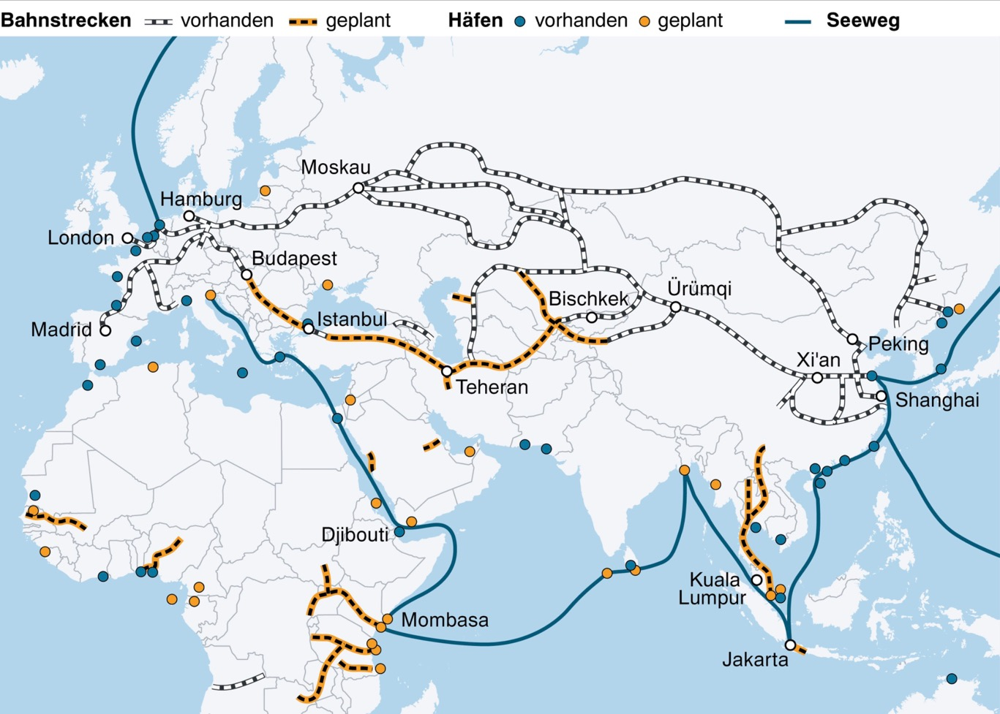 Bahnstrecken vorhanden geplant Häfen vorhanden geplant Seeweg
Moskau
Hamburg
London
Budapest
Ürümqi
Bischkek
Istanbul
Madrid
Peking
Xi'an
Teheran
Shanghai
Djibouti
Kuala
Lumpur
Mombasa
Jakarta